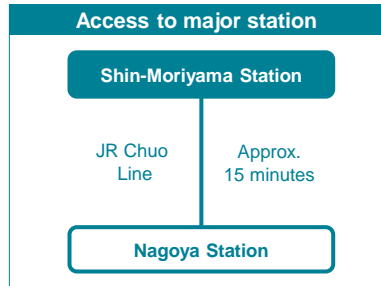 Access to major station
Shin-Moriyama Station
JR Chuo
Line
Approx.
15 minutes
Nagoya Station